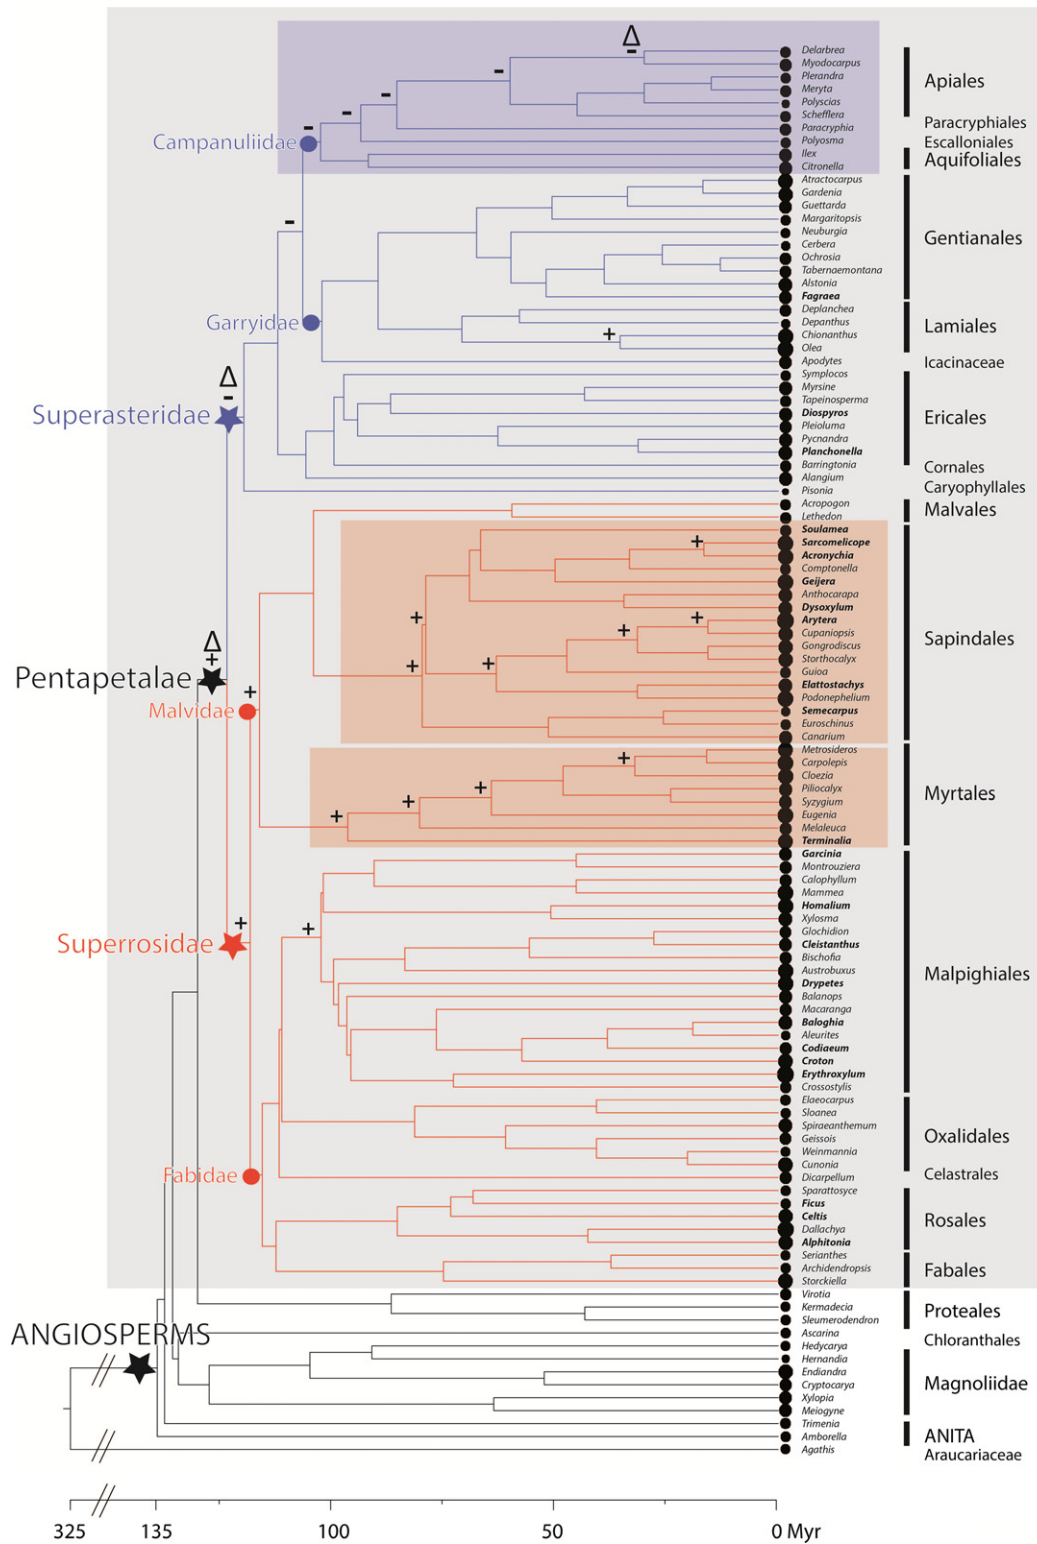 Δ
-
Delarbrea
Myodocarpus
-
Plerandra
Meryta
Apiales
-
Polyscias
Schefflera
-
Paracryphia
Paracryphiales
-
Campanuliidae
Polyosma
Escalloniales
Ilex
Citronella
Aquifoliales
Atractocarpus
Gardenia
Guettarda
-
Margaritopsis
Neuburgia
Gentianales
Cerbera
Ochrosia
Tabernaemontana
Alstonia
Fagraea
Deplanchea
Garryidae
Depanthus
Lamiales
+
Chionanthus
Olea
Apodytes
Icacinaceae
Δ
-
Symplocos
Myrsine
Tapeinosperma
Superasteridae
Diospyros
Ericales
Pleioluma
Pycnandra
Planchonella
Barringtonia
Cornales
Alangium
Pisonia
Caryophyllales
Acropogon
Malvales
Lethedon
Soulamea
+
Sarcomelicope
Acronychia
Comptonella
Geijera
Anthocarapa
Dysoxylum
+
+
Arytera
+
Cupaniopsis
Δ
+
Gongrodiscus
Sapindales
+
+
Storthocalyx
Guioa
Pentapetalae
Elattostachys
+
Podonephelium
Malvidae
Semecarpus
Euroschinus
Canarium
Metrosideros
+
Carpolepis
Cloezia
+
Piliocalyx
Myrtales
+
Syzygium
+
Eugenia
Melaleuca
Terminalia
Garcinia
Montrouziera
Calophyllum
Mammea
Homalium
+
+
Xylosma
Glochidion
Superrosidae
Cleistanthus
Bischofia
Austrobuxus
Malpighiales
Drypetes
Balanops
Macaranga
Baloghia
Aleurites
Codiaeum
Croton
Erythroxylum
Crossostylis
Elaeocarpus
Sloanea
Spiraeanthemum
Geissois
Oxalidales
Weinmannia
Cunonia
Fabidae
Dicarpellum
Celastrales
Sparattosyce
Ficus
Celtis
Rosales
Dallachya
Alphitonia
Serianthes
Archidendropsis
Fabales
Storckiella
Virotia
Kermadecia
Proteales
Sleumerodendron
ANGIOSPERMS
Ascarina
Chloranthales
Hedycarya
Hernandia
Endiandra
Cryptocarya
Magnoliidae
Xylopia
Meiogyne
Trimenia
Amborella
ANITA
Agathis
Araucariaceae
325 135 100 50 0 Myr